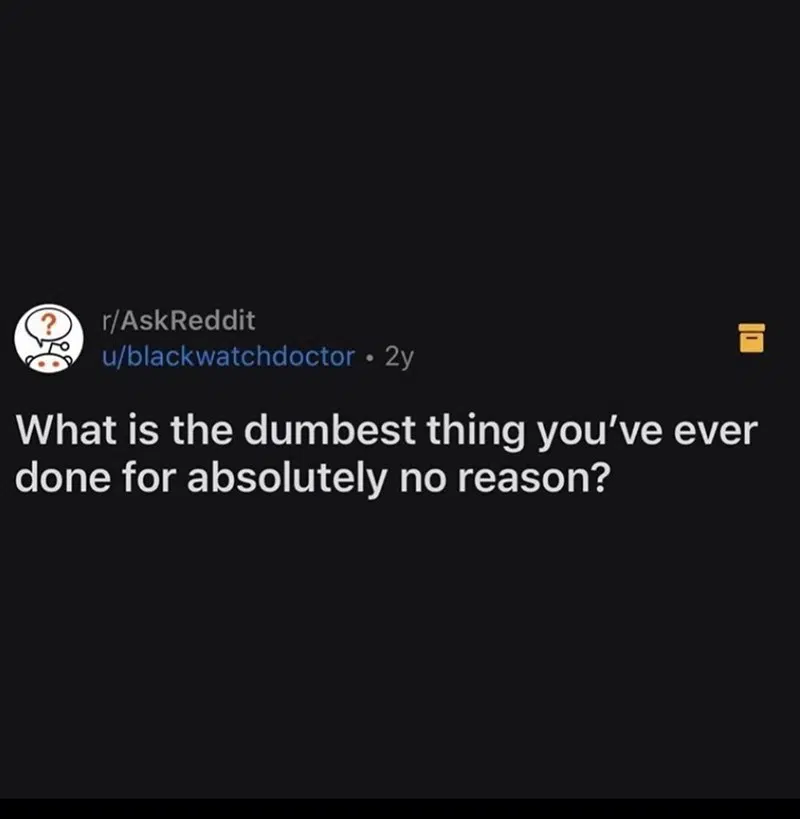 r/AskReddit
u/blackwatchdoctor • 2y
What is the dumbest thing you’ve ever
done for absolutely no reason?